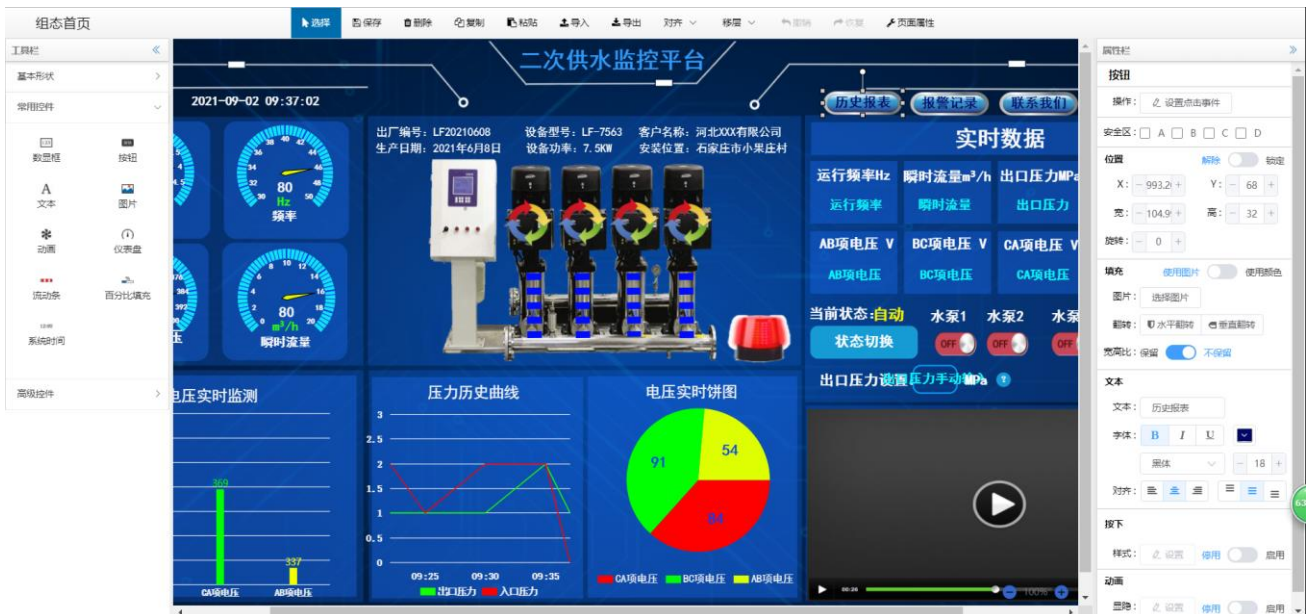 组态首页 选择 保存 删除 复制 粘贴 导入 导出 对齐 移层 撤销 恢复 页面属性
工具栏
基本形状
常用控件
数显框 按钮
文本 图片
动画 仪表盘
流动条 百分比填充
系统时间
高级控件
二次供水监控平台
2021-09-02 09:37:02
历史报表 报警记录 联系我们
出厂编号：LF20210608 设备型号：LF-7563 客户名称：河北XXX有限公司
生产日期：2021年6月8日 设备功率：7.5KW 安装位置：石家庄市小果庄村
80
Hz
频率
80
m³/h
瞬时流量
实时数据
运行频率Hz 瞬时流量m³/h 出口压力MPa
运行频率 瞬时流量 出口压力
AB项电压 V BC项电压 V CA项电压 V
AB项电压 BC项电压 CA项电压
当前状态:自动 水泵1 水泵2 水泵
状态切换 OFF OFF OFF
出口压力设置 压力手动输入 MPa
电压实时监测
369
337
CA项电压 AB项电压
压力历史曲线
3
2.5
2
1.5
1
0.5
0
09:25 09:30 09:35
出口压力 入口压力
电压实时饼图
91 54
84
CA项电压 BC项电压 AB项电压
00:26
100%
属性栏
按钮
操作： 设置点击事件
安全区： A B C D
位置 解除 锁定
X： - 993.2 + Y： - 68 +
宽： - 104.9 + 高： - 32 +
旋转： - 0 +
填充 使用图片 使用颜色
图片： 选择图片
翻转： 水平翻转 垂直翻转
宽高比： 保留 不保留
文本
文本： 历史报表
字体： B I U
黑体 - 18 +
对齐：
按下
样式： 设置 停用 启用
动画
显隐： 设置 停用 启用